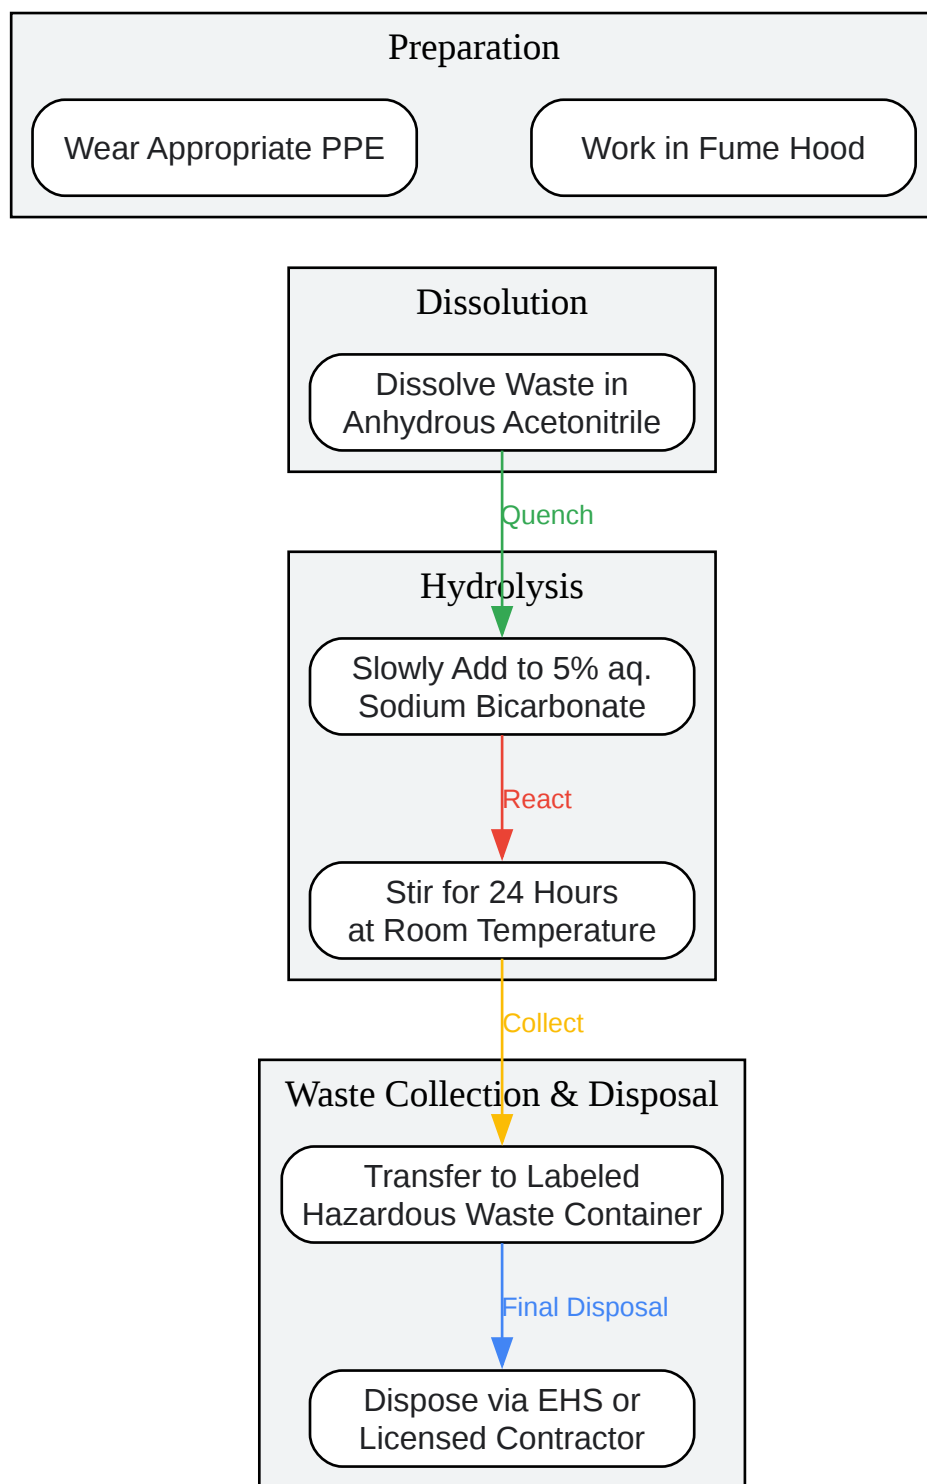 Preparation
Wear Appropriate PPE
Work in Fume Hood
Dissolution
Dissolve Waste in
Anhydrous Acetonitrile
Quench
Hydrolysis
Slowly Add to 5% aq.
Sodium Bicarbonate
React
Stir for 24 Hours
at Room Temperature
Collect
Waste Collection & Disposal
Transfer to Labeled
Hazardous Waste Container
Final Disposal
Dispose via EHS or
Licensed Contractor